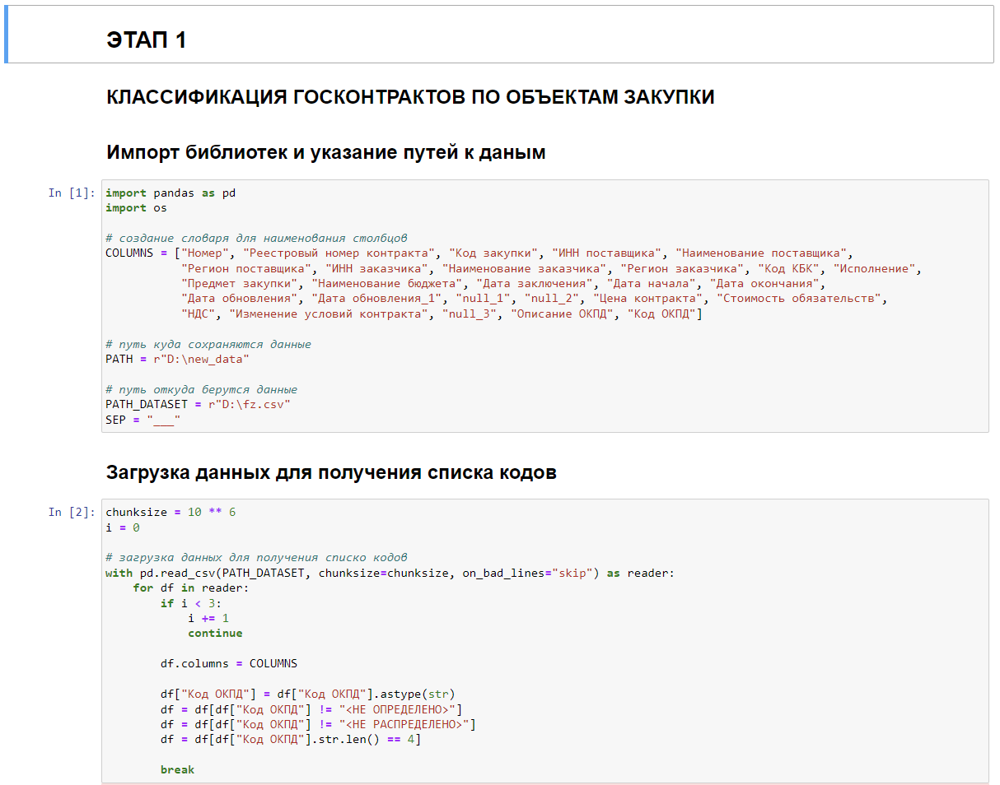 ЭТАП 1
КЛАССИФИКАЦИЯ ГОСКОНТРАКТОВ ПО ОБЪЕКТАМ ЗАКУПКИ
Импорт библиотек и указание путей к даным
In [1]: import pandas as pd
import os
# создание словаря для наименования столбцов
COLUMNS = ["Номер", "Реестровый номер контракта", "Код закупки", "ИНН поставщика", "Наименование поставщика",
"Регион поставщика", "ИНН заказчика", "Наименование заказчика", "Регион заказчика", "Код КБК", "Исполнение",
"Предмет закупки", "Наименование бюджета", "Дата заключения", "Дата начала", "Дата окончания",
"Дата обновления", "Дата обновления_1", "null_1", "null_2", "Цена контракта", "Стоимость обязательств",
"НДС", "Изменение условий контракта", "null_3", "Описание ОКПД", "Код ОКПД"]
# путь куда сохраняются данные
PATH = r"D:\new_data"
# путь откуда берутся данные
PATH_DATASET = r"D:\fz.csv"
SEP = "___"
Загрузка данных для получения списка кодов
In [2]: chunksize = 10 ** 6
i = 0
# загрузка данных для получения списко кодов
with pd.read_csv(PATH_DATASET, chunksize=chunksize, on_bad_lines="skip") as reader:
for df in reader:
if i < 3:
i += 1
continue
df.columns = COLUMNS
df["Код ОКПД"] = df["Код ОКПД"].astype(str)
df = df[df["Код ОКПД"] != "<НЕ ОПРЕДЕЛЕНО>"]
df = df[df["Код ОКПД"] != "<НЕ РАСПРЕДЕЛЕНО>"]
df = df[df["Код ОКПД"].str.len() == 4]
break